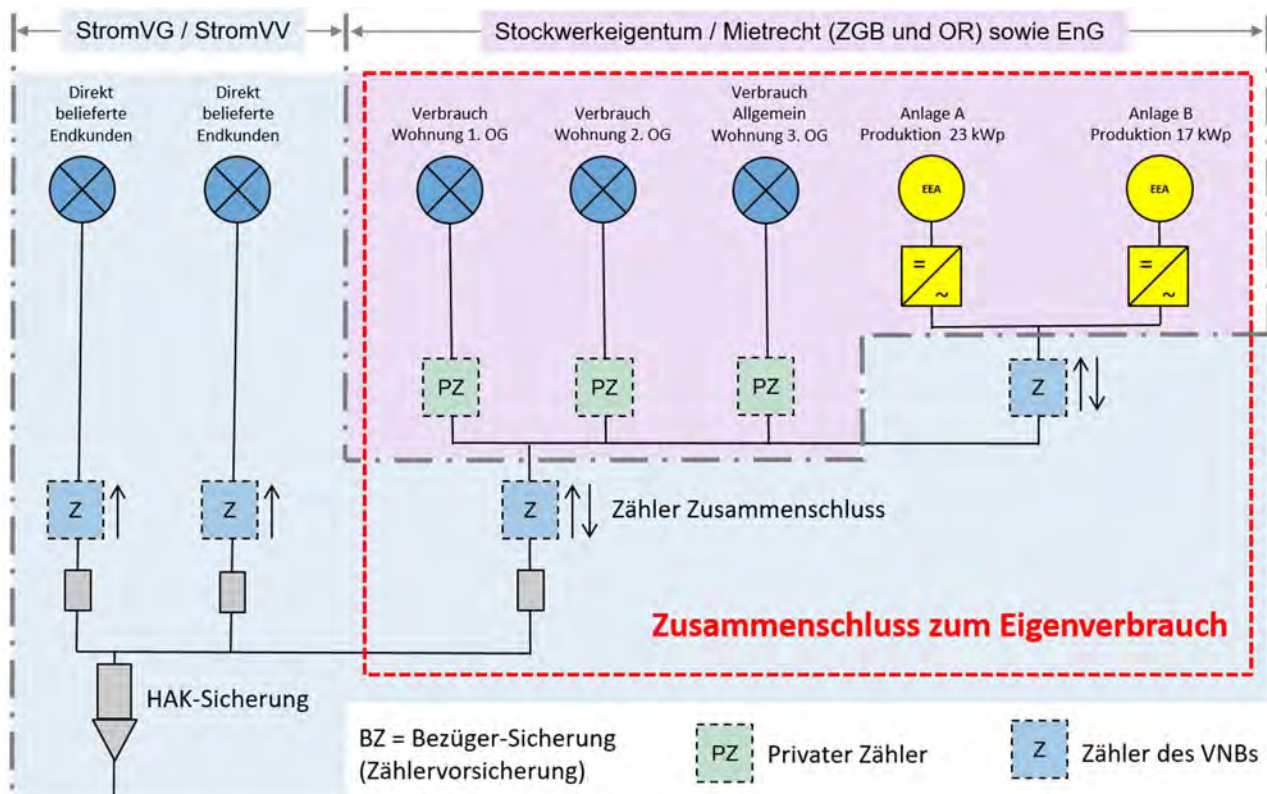 StromVG / StromVV
Stockwerkeigentum / Mietrecht (ZGB und OR) sowie EnG
Direkt
belieferte
Endkunden
Direkt
belieferte
Endkunden
Verbrauch
Wohnung 1. OG
Verbrauch
Wohnung 2. OG
Verbrauch
Allgemein
Wohnung 3. OG
Anlage A
Produktion 23 kWp
Anlage B
Produktion 17 kWp
EEA
EEA
=
~
=
~
PZ
PZ
PZ
Z
Z
Z
Z
Zähler Zusammenschluss
Zusammenschluss zum Eigenverbrauch
HAK-Sicherung
BZ = Bezüger-Sicherung
(Zählervorsicherung)
PZ
Privater Zähler
Z
Zähler des VNBs